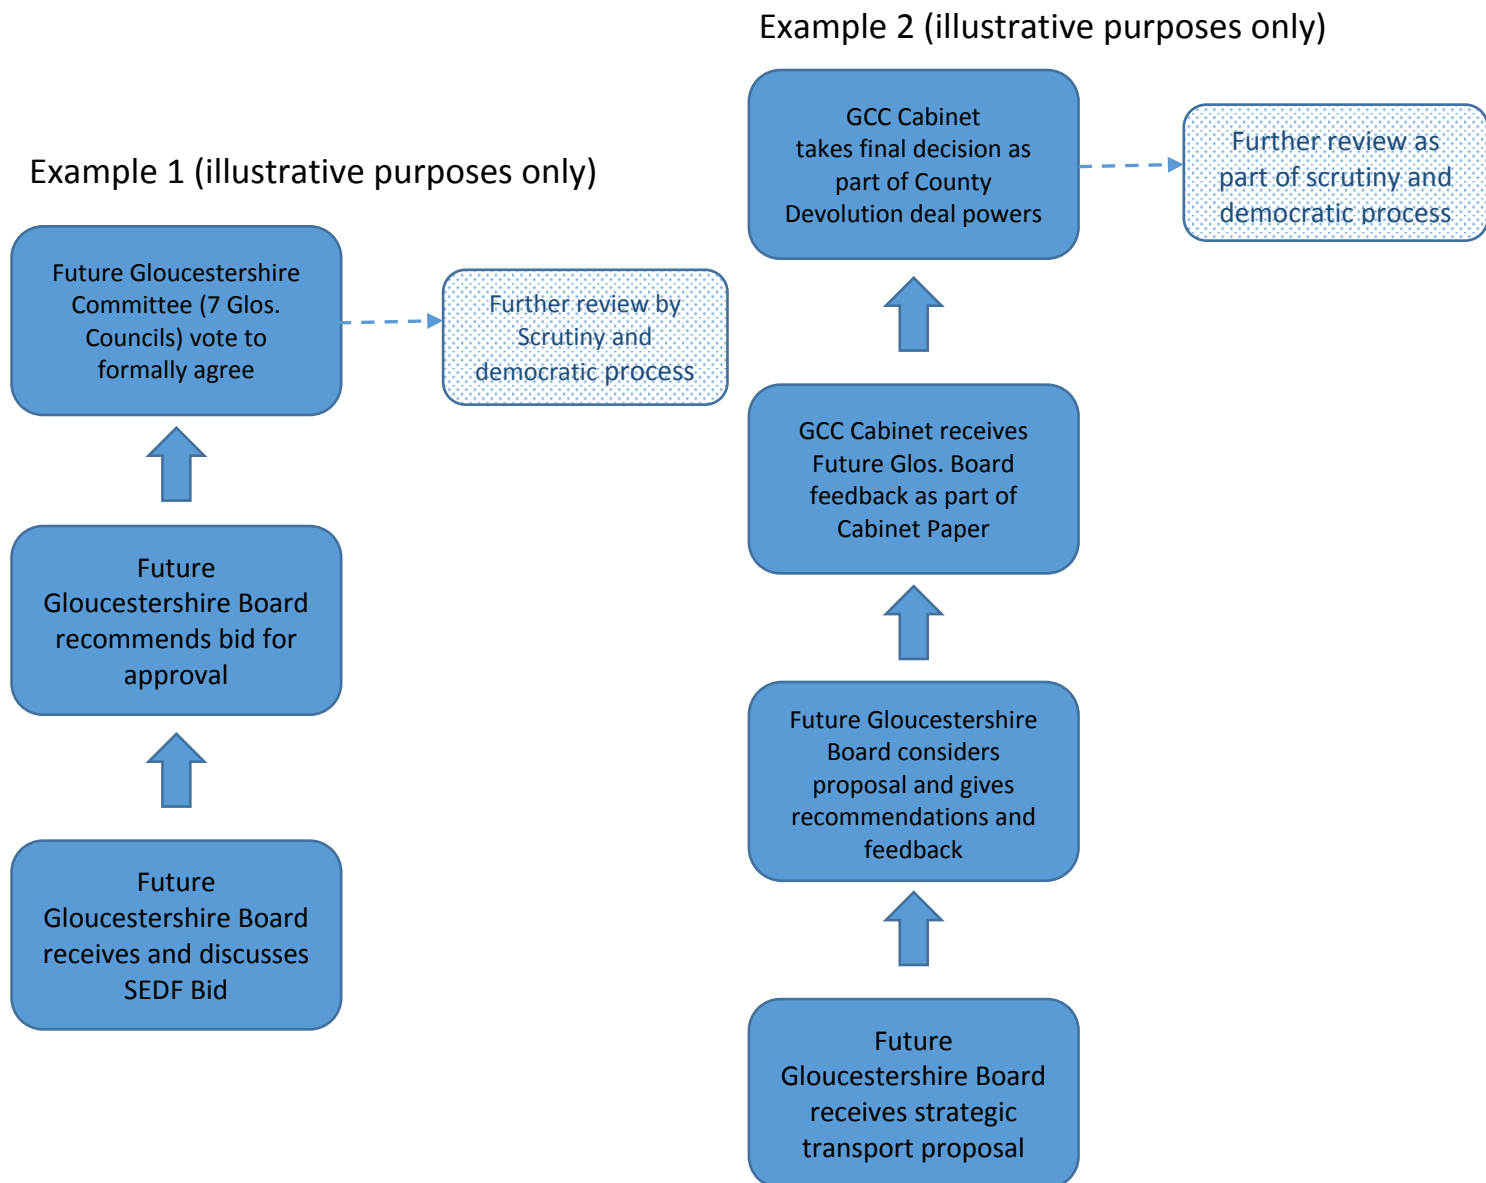 Example 1 (illustrative purposes only)
Future Gloucestershire
Committee (7 Glos.
Councils) vote to
formally agree
Further review by
Scrutiny and
democratic process
Future
Gloucestershire Board
recommends bid for
approval
Future
Gloucestershire Board
receives and discusses
SEDF Bid
Example 2 (illustrative purposes only)
GCC Cabinet
takes final decision as
part of County
Devolution deal powers
Further review as
part of scrutiny and
democratic process
GCC Cabinet receives
Future Glos. Board
feedback as part of
Cabinet Paper
Future Gloucestershire
Board considers
proposal and gives
recommendations and
feedback
Future
Gloucestershire Board
receives strategic
transport proposal